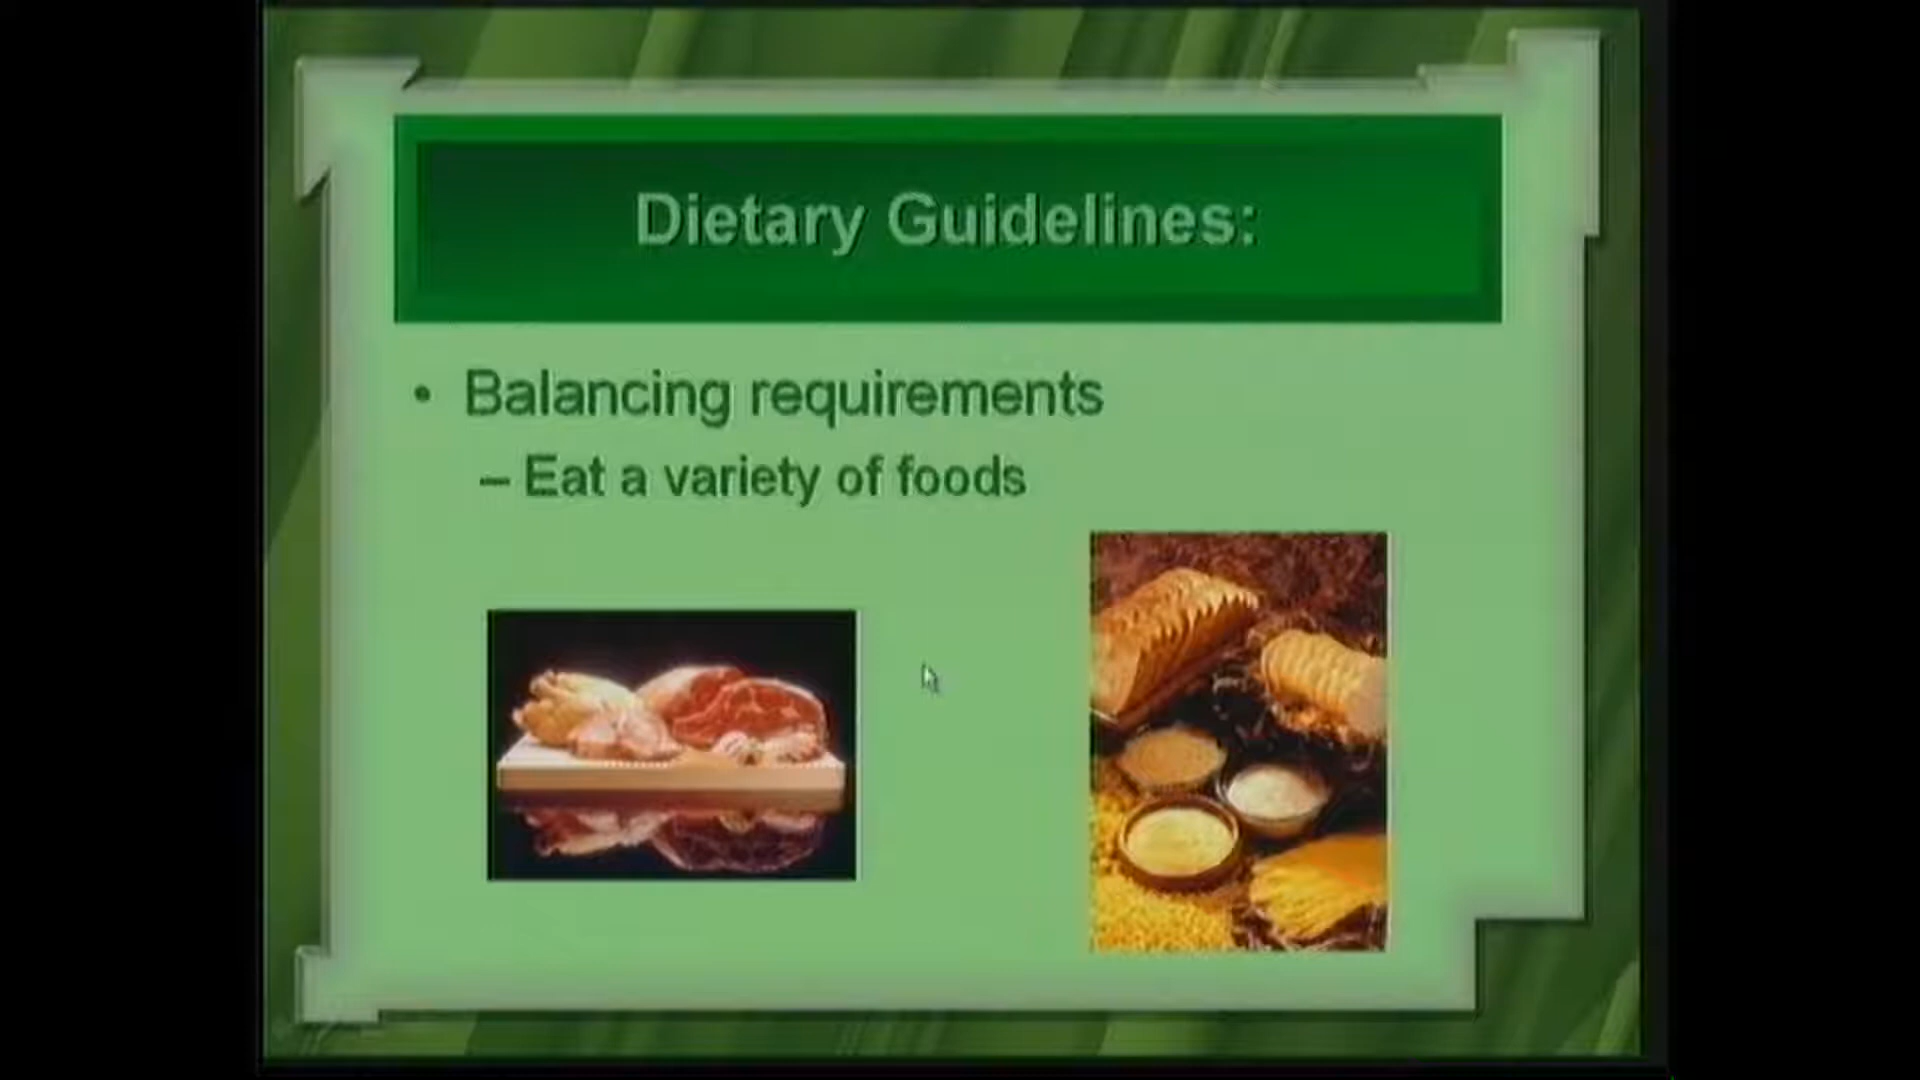 Dietary Guidelines:
• Balancing requirements
– Eat a variety of foods